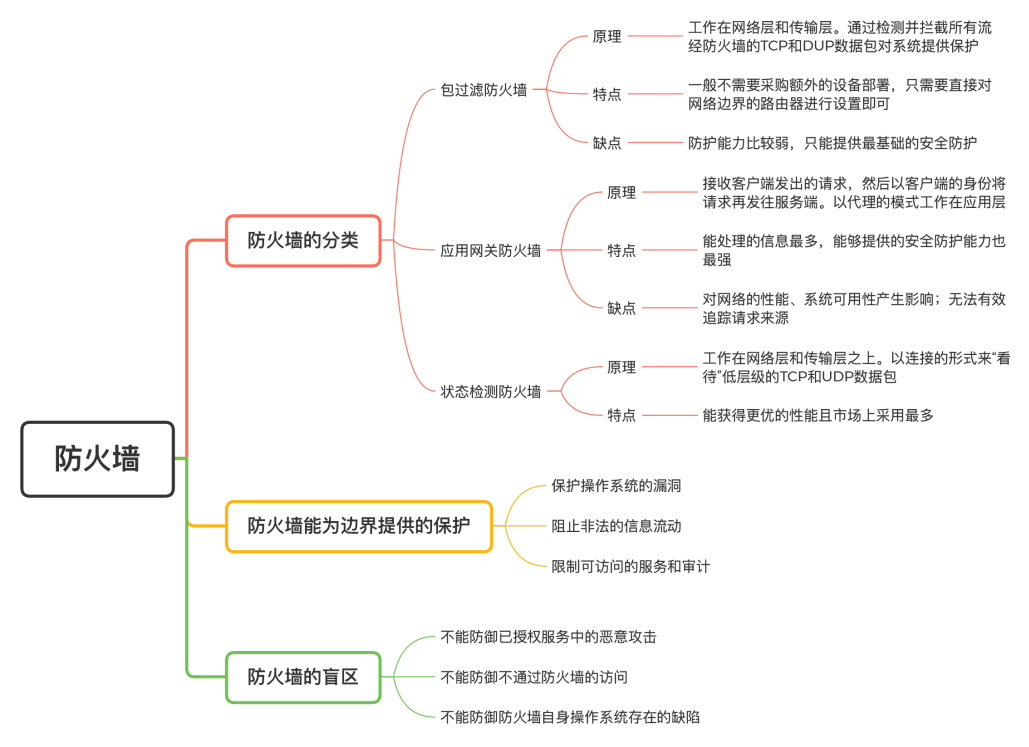 防火墙
防火墙的分类
包过滤防火墙
原理
工作在网络层和传输层。通过检测并拦截所有流
经防火墙的TCP和DUP数据包对系统提供保护
特点
一般不需要采购额外的设备部署，只需要直接对
网络边界的路由器进行设置即可
缺点
防护能力比较弱，只能提供最基础的安全防护
应用网关防火墙
原理
接收客户端发出的请求，然后以客户端的身份将
请求再发往服务端。以代理的模式工作在应用层
特点
能处理的信息最多，能够提供的安全防护能力也
最强
缺点
对网络的性能、系统可用性产生影响；无法有效
追踪请求来源
状态检测防火墙
原理
工作在网络层和传输层之上。以连接的形式来“看
待”低层级的TCP和UDP数据包
特点
能获得更优的性能且市场上采用最多
防火墙能为边界提供的保护
保护操作系统的漏洞
阻止非法的信息流动
限制可访问的服务和审计
防火墙的盲区
不能防御已授权服务中的恶意攻击
不能防御不通过防火墙的访问
不能防御防火墙自身操作系统存在的缺陷